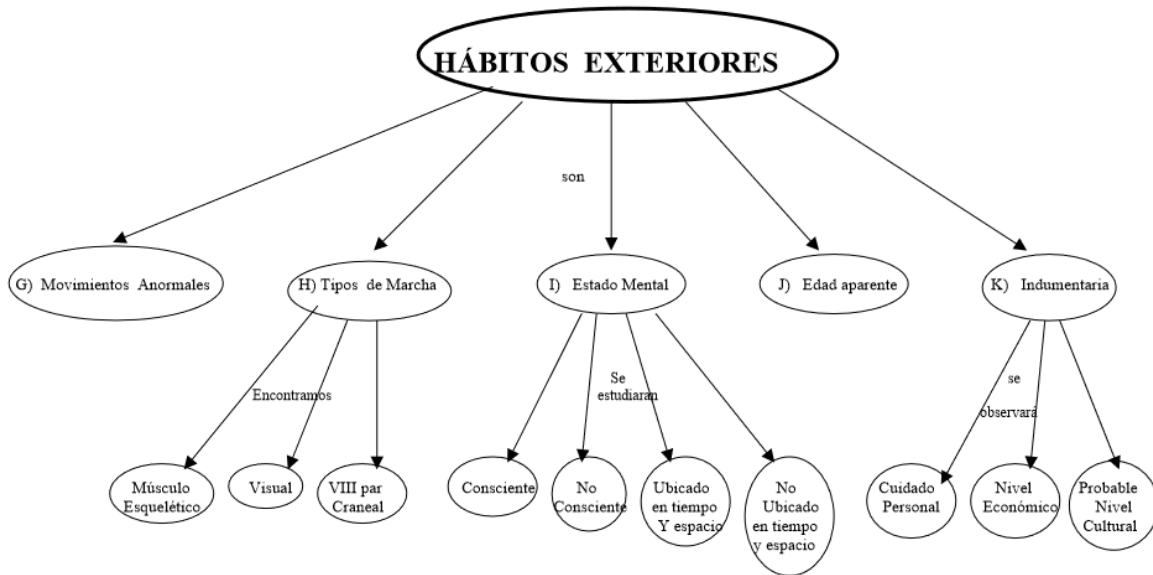 HÁBITOS EXTERIORES
son
G) Movimientos Anormales
H) Tipos de Marcha
I) Estado Mental
J) Edad aparente
K) Indumentaria
Encontramos
Se
estudiaran
se
observará
Músculo
Esquelético
Visual
VIII par
Craneal
Consciente
No
Consciente
Ubicado
en tiempo
Y espacio
No
Ubicado
en tiempo
y espacio
Cuidado
Personal
Nivel
Económico
Probable
Nivel
Cultural